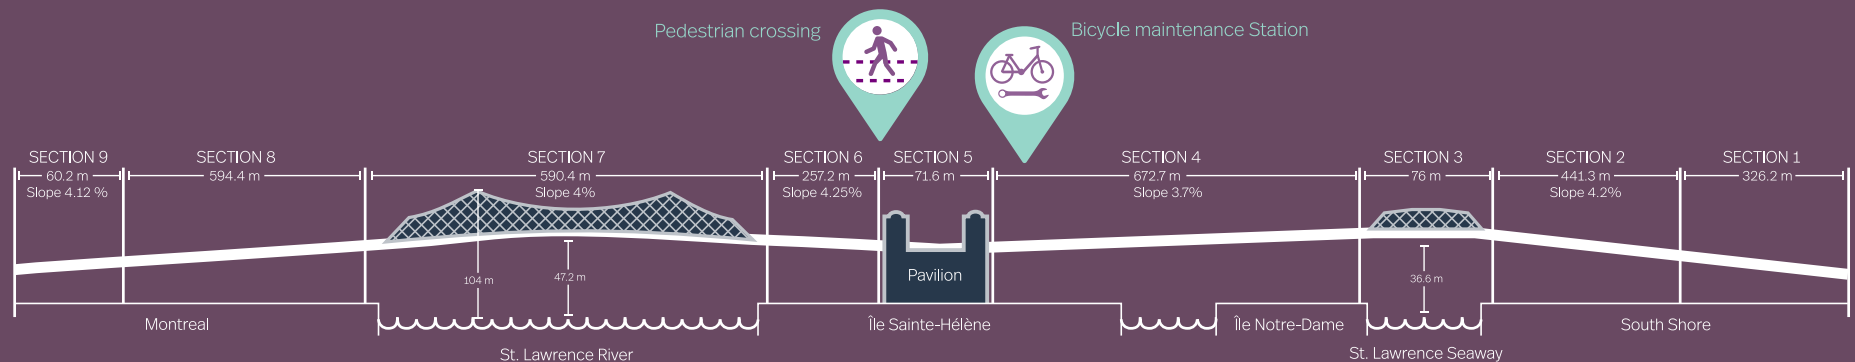 Pedestrian crossing
Bicycle maintenance Station
SECTION 9
60.2 m
Slope 4.12 %
SECTION 8
594.4 m
SECTION 7
590.4 m
Slope 4%
SECTION 6
257.2 m
Slope 4.25%
SECTION 5
71.6 m
SECTION 4
672.7 m
Slope 3.7%
SECTION 3
76 m
SECTION 2
441.3 m
Slope 4.2%
SECTION 1
326.2 m
104 m
47.2 m
Pavilion
36.6 m
Montreal
Île Sainte-Hélène
Île Notre-Dame
South Shore
St. Lawrence River
St. Lawrence Seaway